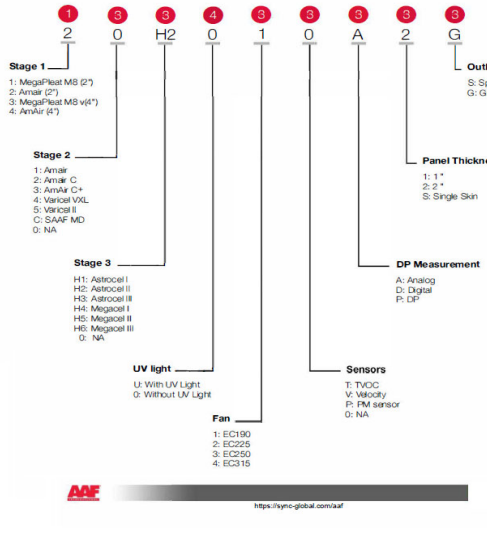 1 3 3 4 3 3 3 3 3
2 0 H2 0 1 0 A 2 G
Stage 1
1: MegaPleat M8 (2")
2: Amair (2")
3: MegaPleat M8 v(4")
4: AmAir (4")
Outl
S: Sp
G: G
Stage 2
1: Amair
2: Amair C
3: AmAir C+
4: Varicel VXL
5: Varicel II
C: SAAF MD
0: NA
Panel Thickne
1: 1"
2: 2"
S: Single Skin
Stage 3
H1: Astrocel I
H2: Astrocel II
H3: Astrocel III
H4: Megacel I
H5: Megacel II
H6: Megacel III
0: NA
DP Measurement
A: Analog
D: Digital
P: DP
UV light
U: With UV Light
0: Without UV Light
Sensors
T: TVOC
V: Velocity
P: PM sensor
0: NA
Fan
1: EC190
2: EC225
3: EC250
4: EC315
AAF
https://sync-global.com/aaf